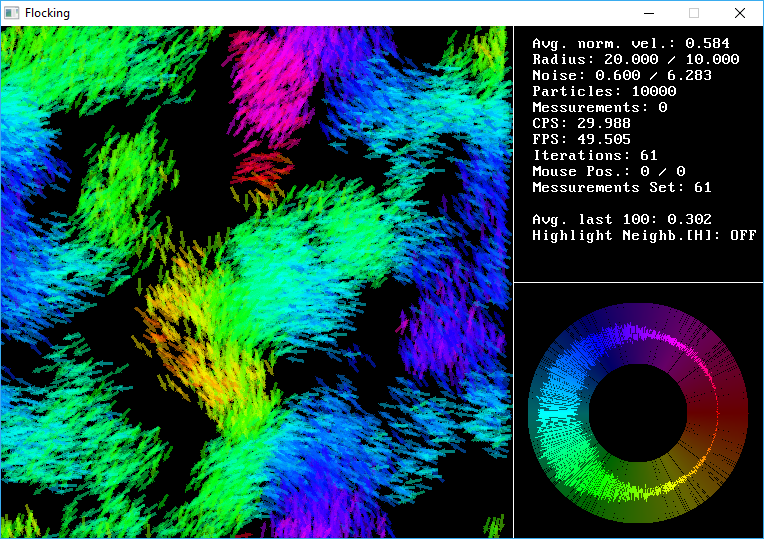 Flocking
Avg. norm. vel.: 0.584
Radius: 20.000 / 10.000
Noise: 0.600 / 6.283
Particles: 10000
Messurements: 0
CPS: 29.988
FPS: 49.505
Iterations: 61
Mouse Pos.: 0 / 0
Messurements Set: 61
Avg. last 100: 0.302
Highlight Neighb.[H]: OFF